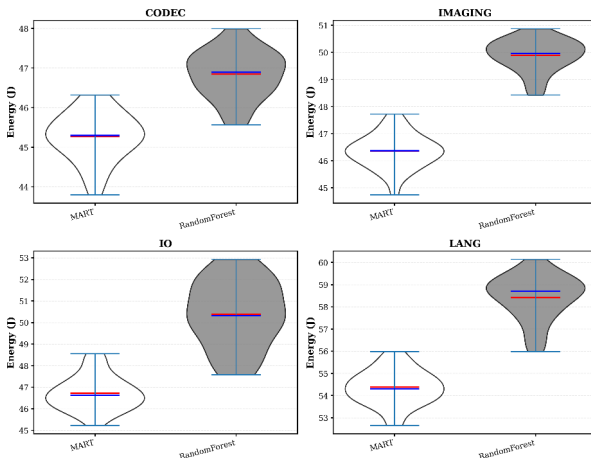 CODEC
Energy (J)
48
47
46
45
44
MART
RandomForest
IMAGING
Energy (J)
51
50
49
48
47
46
45
MART
RandomForest
IO
Energy (J)
53
52
51
50
49
48
47
46
45
MART
RandomForest
LANG
Energy (J)
60
59
58
57
56
55
54
53
MART
RandomForest